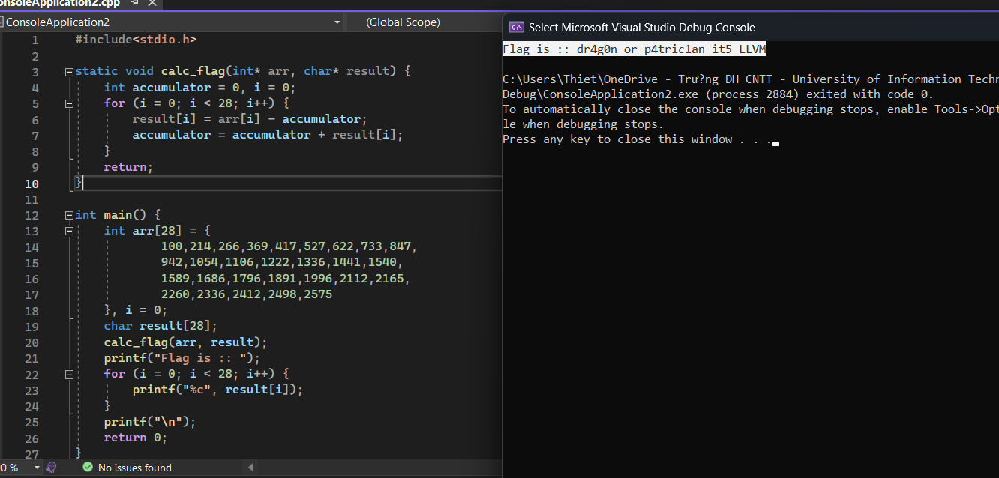 onsoleApplication2.cpp
ConsoleApplication2
(Global Scope)
1 #include<stdio.h>
2
3 static void calc_flag(int* arr, char* result) {
4 int accumulator = 0, i = 0;
5 for (i = 0; i < 28; i++) {
6 result[i] = arr[i] - accumulator;
7 accumulator = accumulator + result[i];
8 }
9 return;
10 }
11
12 int main() {
13 int arr[28] = {
14 100,214,266,369,417,527,622,733,847,
15 942,1054,1106,1222,1336,1441,1540,
16 1589,1686,1796,1891,1996,2112,2165,
17 2260,2336,2412,2498,2575
18 }, i = 0;
19 char result[28];
20 calc_flag(arr, result);
21 printf("Flag is :: ");
22 for (i = 0; i < 28; i++) {
23 printf("%c", result[i]);
24 }
25 printf("\n");
26 return 0;
27 }
0 %
No issues found
Select Microsoft Visual Studio Debug Console
Flag is :: dr4g0n_or_p4tric1an_it5_LLVM
C:\Users\Thiet\OneDrive - Trư?ng ĐH CNTT - University of Information Techn
Debug\ConsoleApplication2.exe (process 2884) exited with code 0.
To automatically close the console when debugging stops, enable Tools->Opt
le when debugging stops.
Press any key to close this window . . .